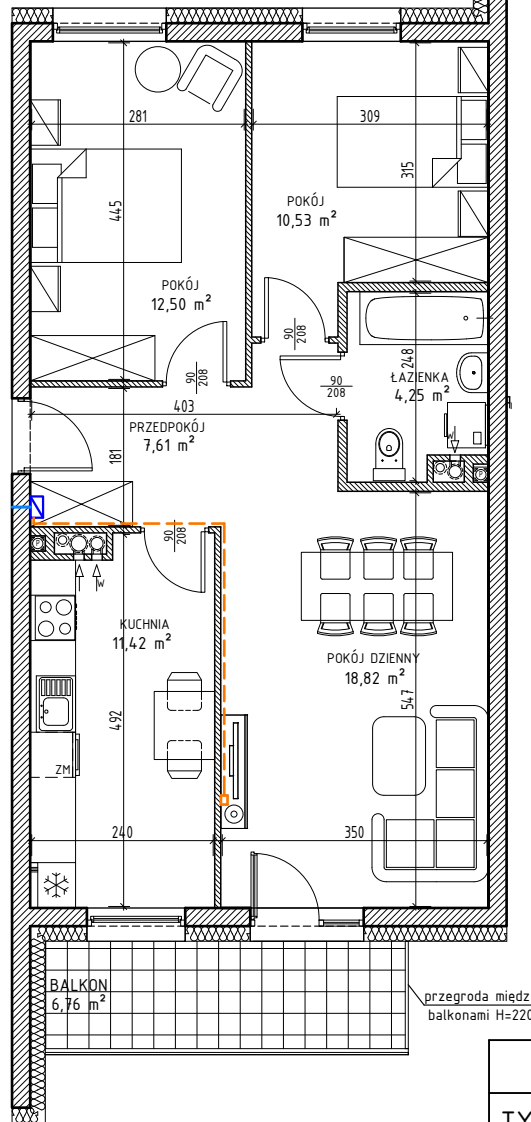 281
309
445
315
POKÓJ
10,53 m²
POKÓJ
12,50 m²
90
208
90
208
90
208
248
ŁAZIENKA
4,25 m²
403
PRZEDPOKÓJ
7,61 m²
181
W
90
208
W
KUCHNIA
11,42 m²
POKÓJ DZIENNY
18,82 m²
547
492
ZM
240
350
BALKON
6,76 m²
przegroda międz
balkonami H=220
TY